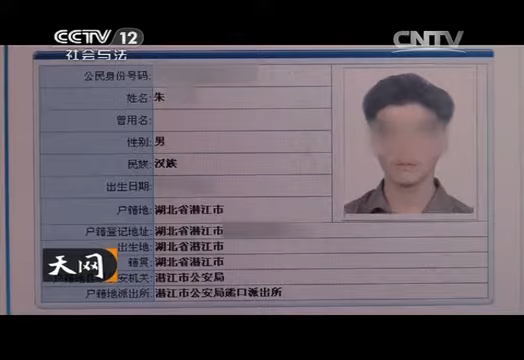 CCTV 12
社会与法
CNTV
公民身份号码:
姓名: 朱
曾用名:
性别: 男
民族: 汉族
出生日期:
户籍地: 湖北省潜江市
户籍登记地址: 湖北省潜江市
出生地: 湖北省潜江市
籍贯: 湖北省潜江市
安机关: 潜江市公安局
户籍地派出所: 潜江市公安局熊口派出所
天网